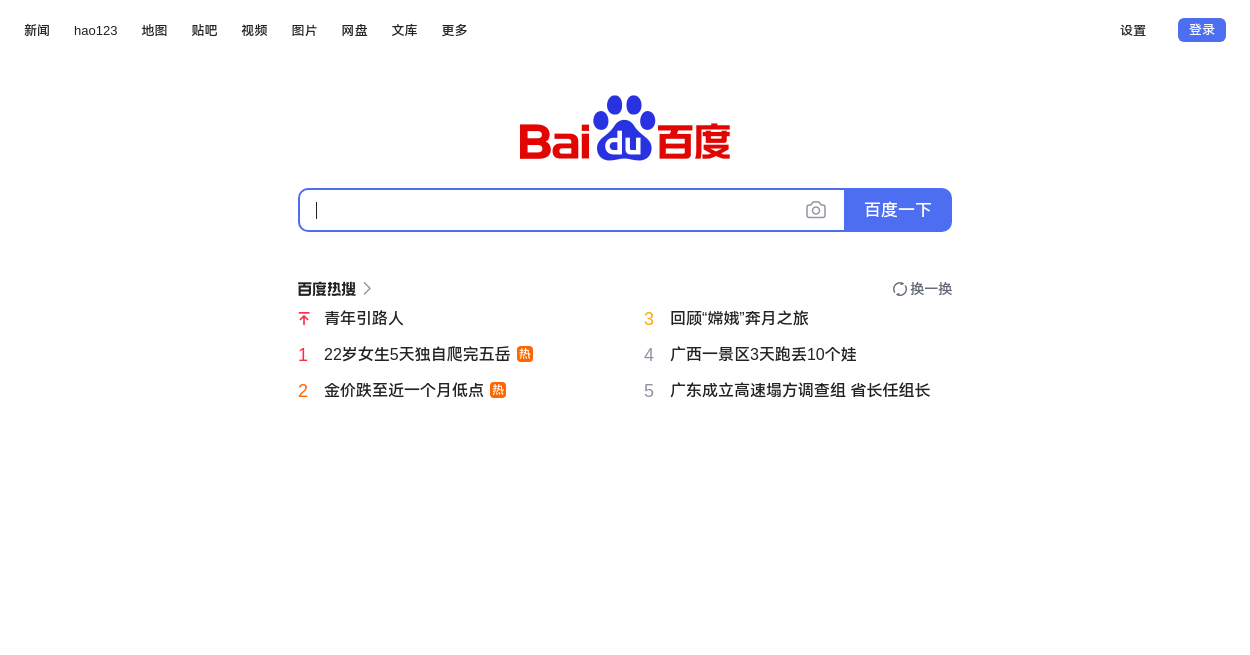 新闻 hao123 地图 贴吧 视频 图片 网盘 文库 更多 设置 登录
Bai du 百度
百度一下
百度热搜 换一换
青年引路人
1 22岁女生5天独自爬完五岳 热
2 金价跌至近一个月低点 热
3 回顾“嫦娥”奔月之旅
4 广西一景区3天跑丢10个娃
5 广东成立高速塌方调查组 省长任组长